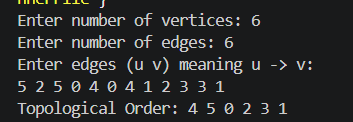 Enter number of vertices: 6
Enter number of edges: 6
Enter edges (u v) meaning u -> v:
5 2 5 0 4 0 4 1 2 3 3 1
Topological Order: 4 5 0 2 3 1